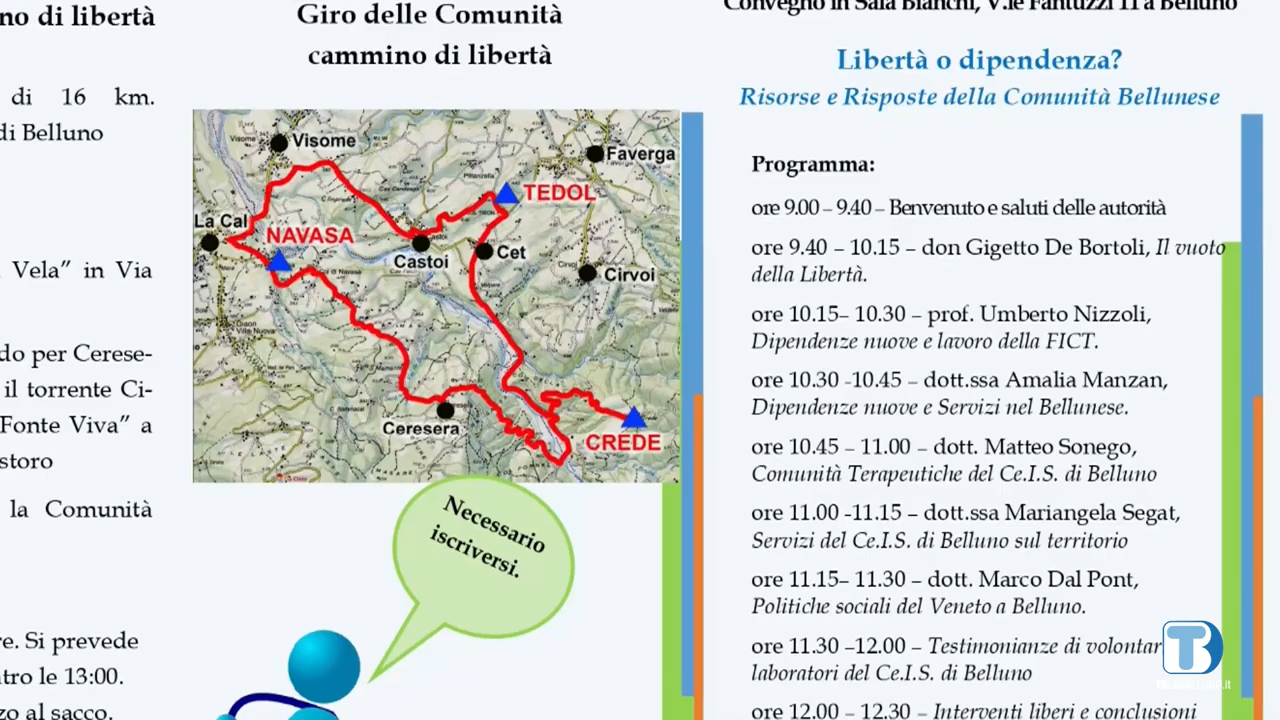 no di libertà
di 16 km.
di Belluno
Vela” in Via
do per Cerese-
il torrente Ci-
Fonte Viva” a
storo
la Comunità
re. Si prevede
tro le 13:00.
zo al sacco.
Giro delle Comunità
cammino di libertà
Visome
Faverga
TEDOL
La Cal
NAVASA
Castoi
Cet
Cirvoi
Ceresera
CREDE
Necessario
iscriversi.
Convegno in Sala Bianchi, V.le Fantuzzi 11 a Belluno
Libertà o dipendenza?
Risorse e Risposte della Comunità Bellunese
Programma:
ore 9.00 – 9.40 – Benvenuto e saluti delle autorità
ore 9.40 – 10.15 – don Gigetto De Bortoli, Il vuoto
della Libertà.
ore 10.15– 10.30 – prof. Umberto Nizzoli,
Dipendenze nuove e lavoro della FICT.
ore 10.30 -10.45 – dott.ssa Amalia Manzan,
Dipendenze nuove e Servizi nel Bellunese.
ore 10.45 – 11.00 – dott. Matteo Sonego,
Comunità Terapeutiche del Ce.I.S. di Belluno
ore 11.00 -11.15 – dott.ssa Mariangela Segat,
Servizi del Ce.I.S. di Belluno sul territorio
ore 11.15– 11.30 – dott. Marco Dal Pont,
Politiche sociali del Veneto a Belluno.
ore 11.30 –12.00 – Testimonianze di volontar
laboratori del Ce.I.S. di Belluno
ore 12.00 – 12.30 – Interventi liberi e conclusioni